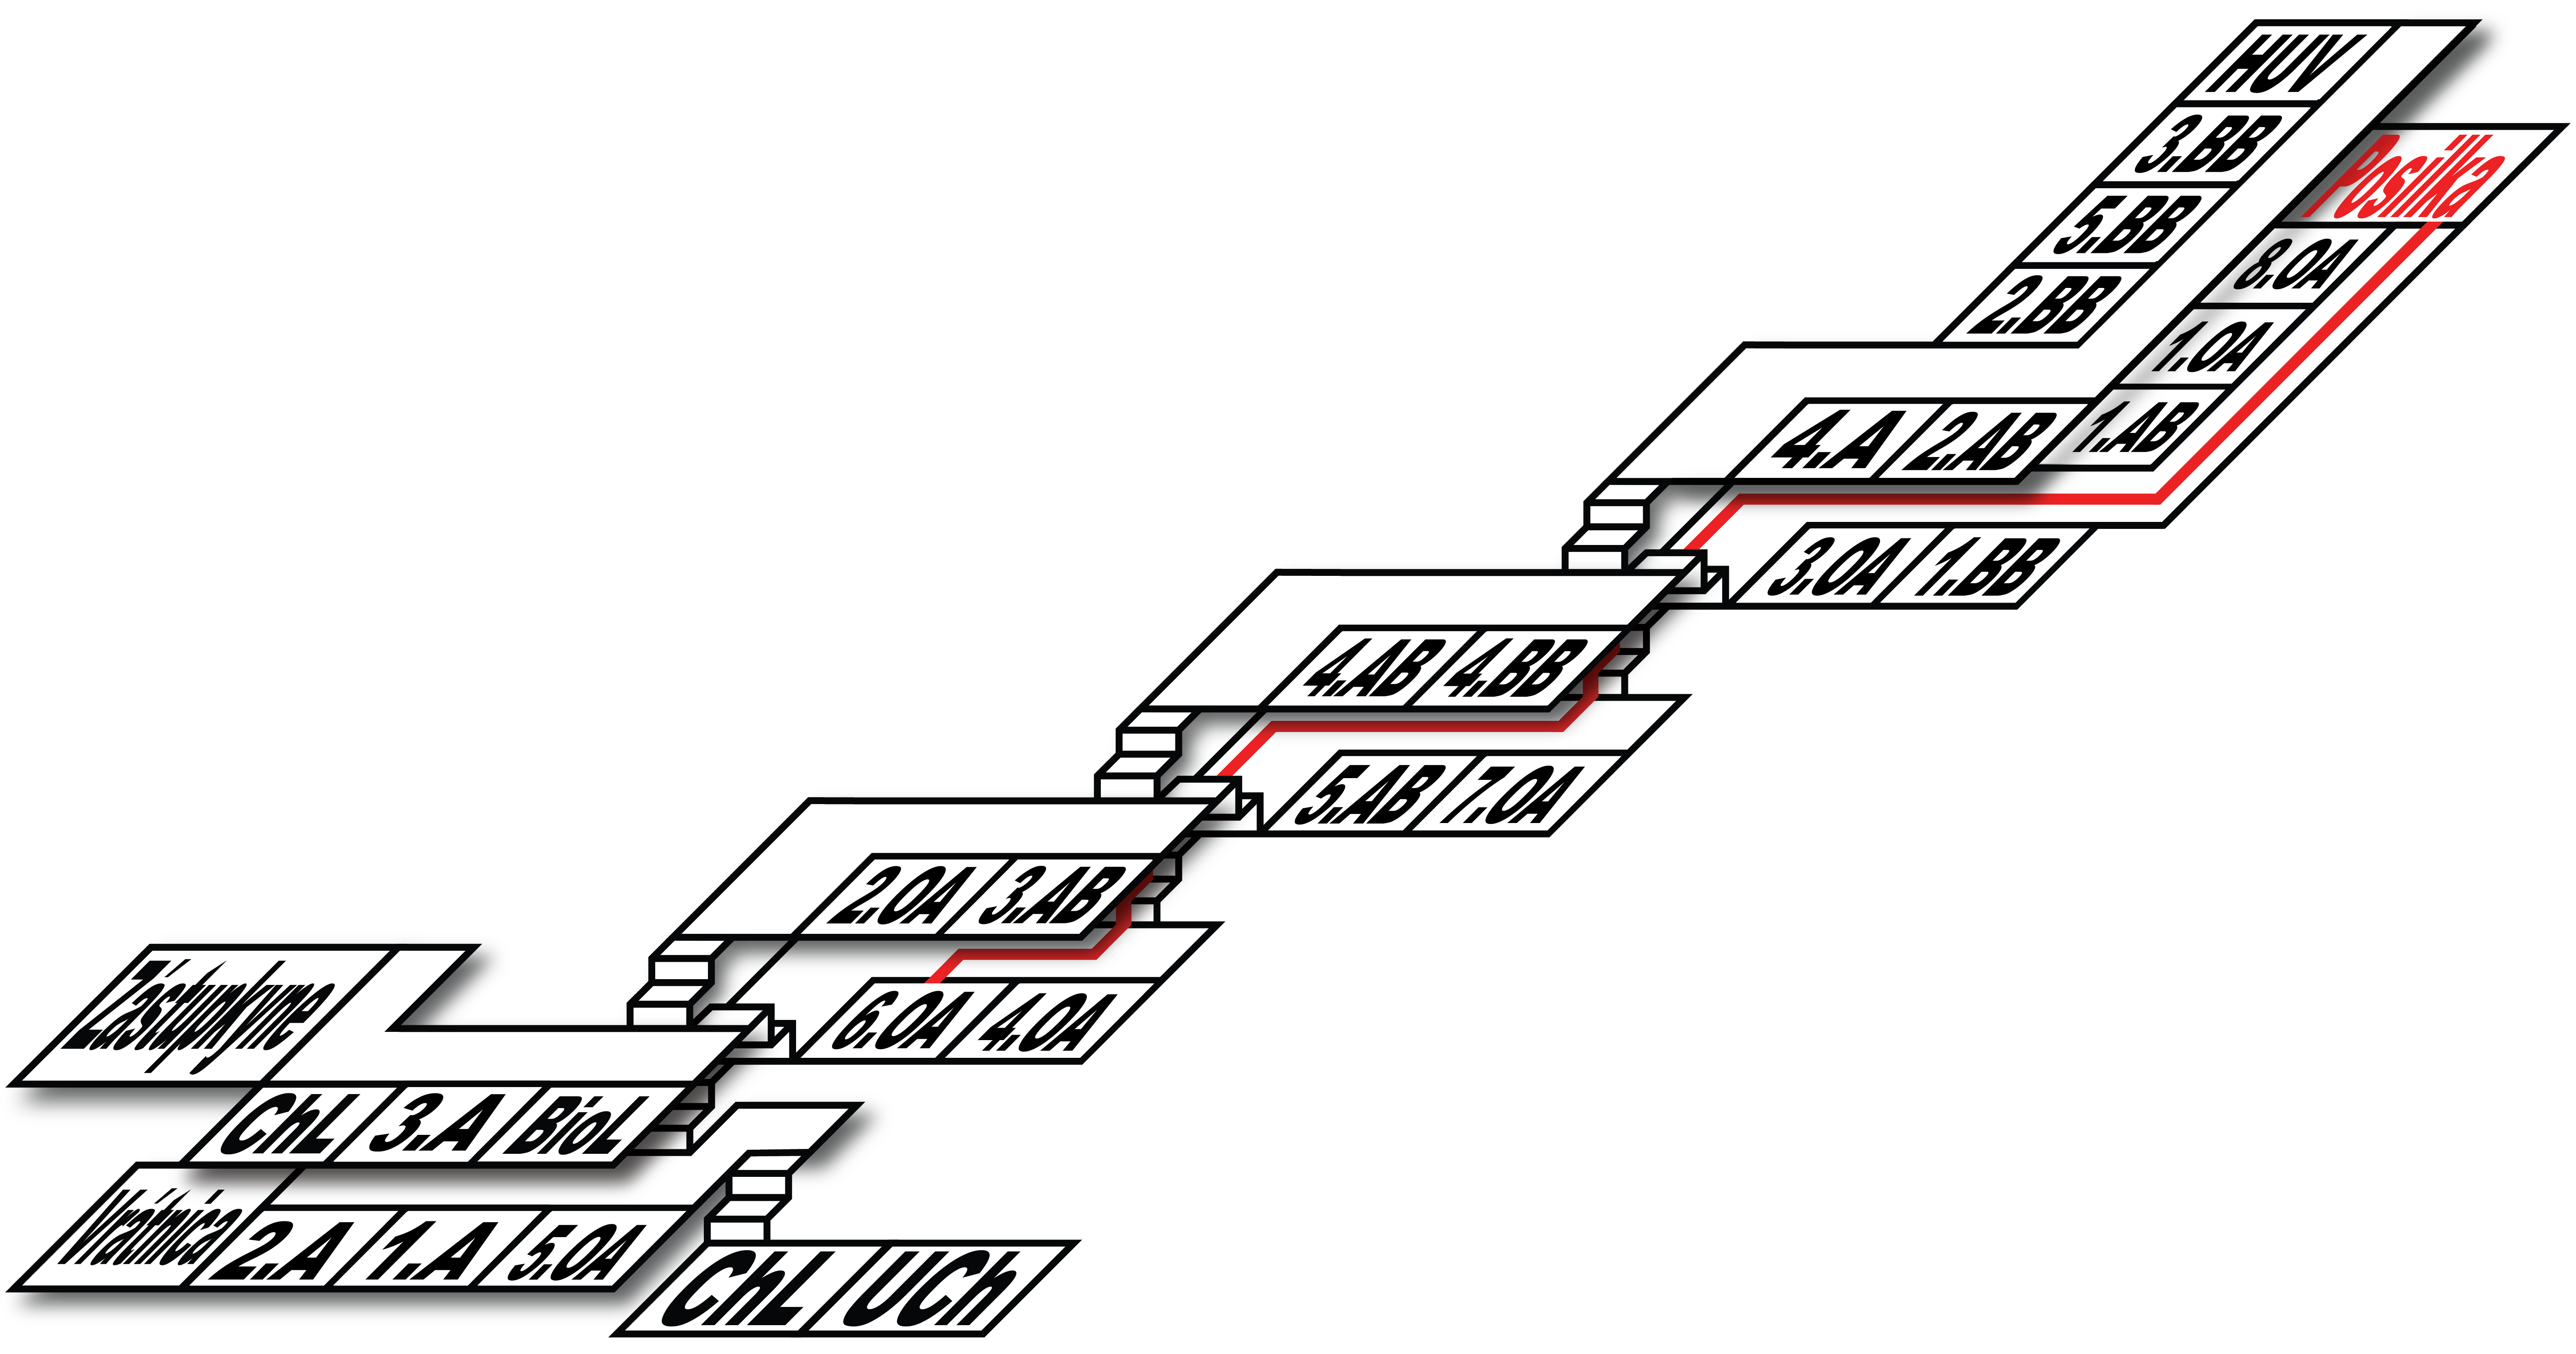 HUV
3.BB
5.BB
2.BB
Posilka
8.OA
1.OA
1.AB
4.A 2.AB
3.OA 1.BB
4.AB 4.BB
5.AB 7.OA
2.OA 3.AB
6.OA 4.OA
Zástupkyne
ChL 3.A BioL
Vrátnica 2.A 1.A 5.OA
ChL UCh